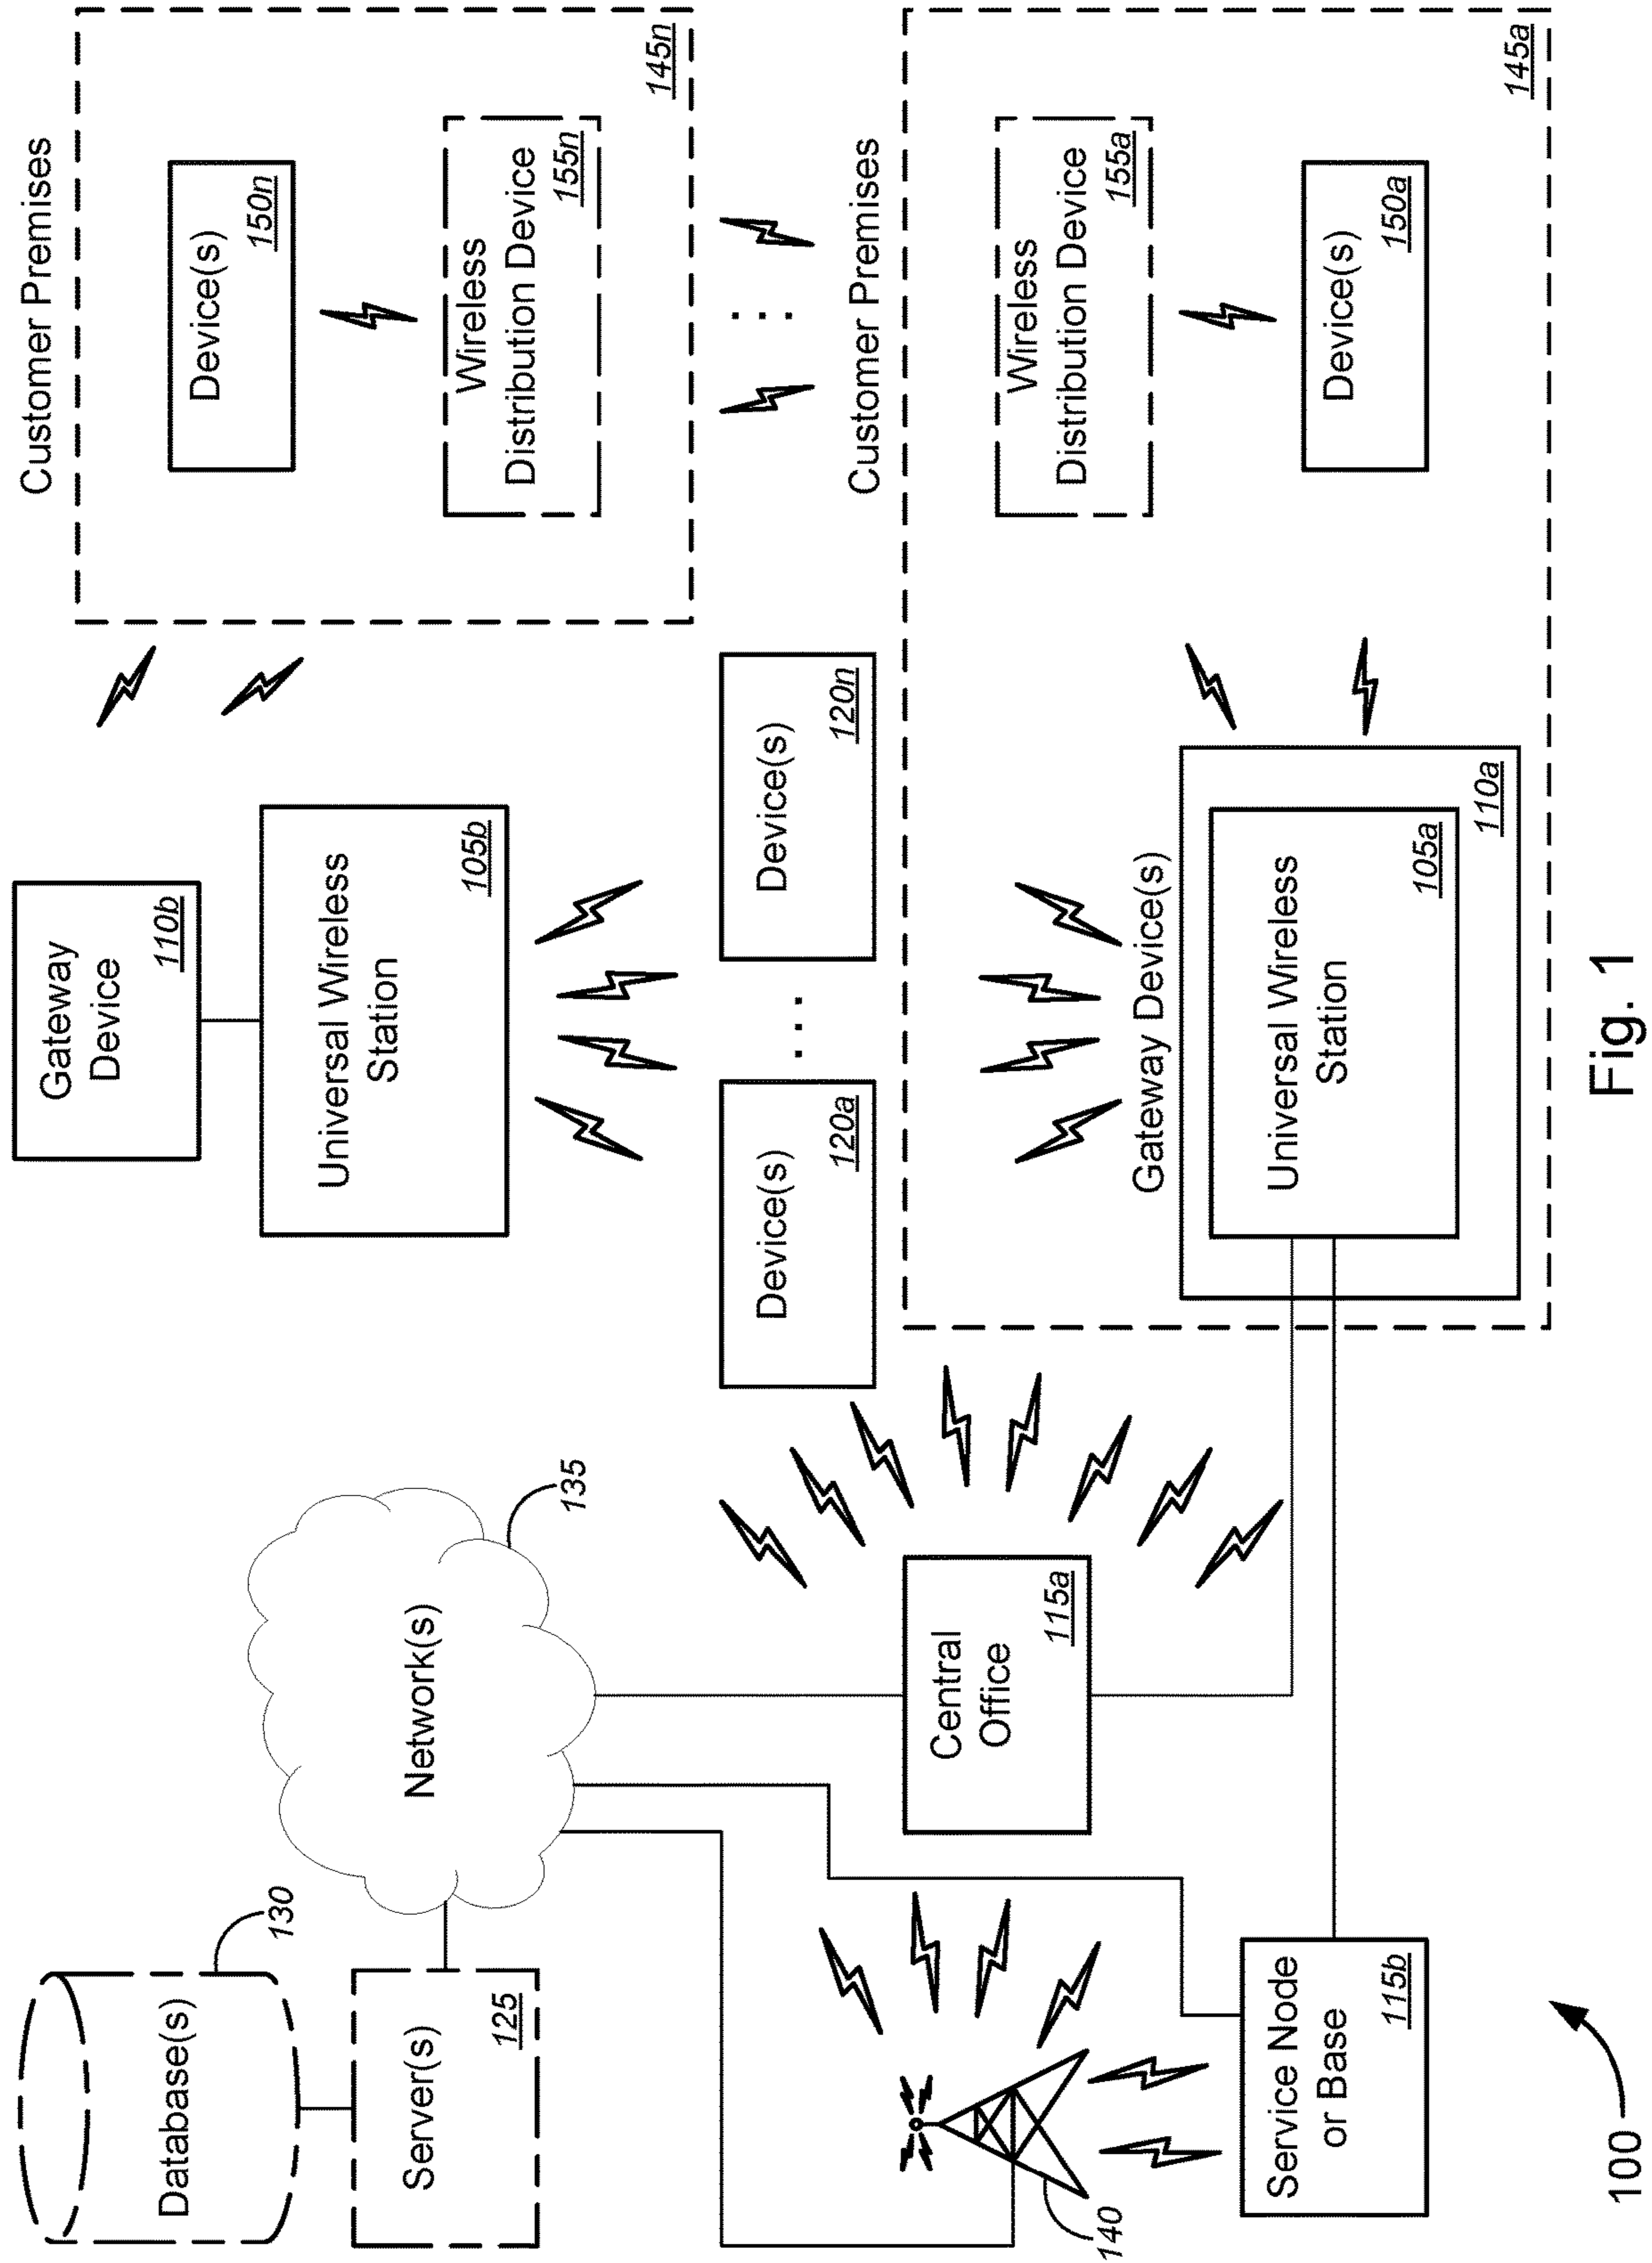 Database(s)
130
Server(s)
125
Network(s)
135
Gateway
Device
110b
Universal Wireless
Station
105b
Customer Premises
Device(s)
150n
Wireless
Distribution Device
155n
145n
140
Central
Office
115a
Device(s)
120a
. . .
Device(s)
120n
. . .
Service Node
or Base
115b
Customer Premises
Gateway Device(s)
Universal Wireless
Station
105a
110a
Wireless
Distribution Device
155a
Device(s)
150a
145a
100
Fig. 1